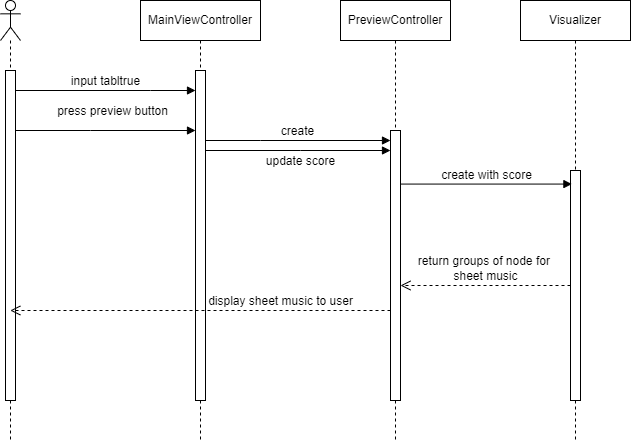 MainViewController
PreviewController
Visualizer
input tabltrue
press preview button
create
update score
create with score
return groups of node for
sheet music
display sheet music to user